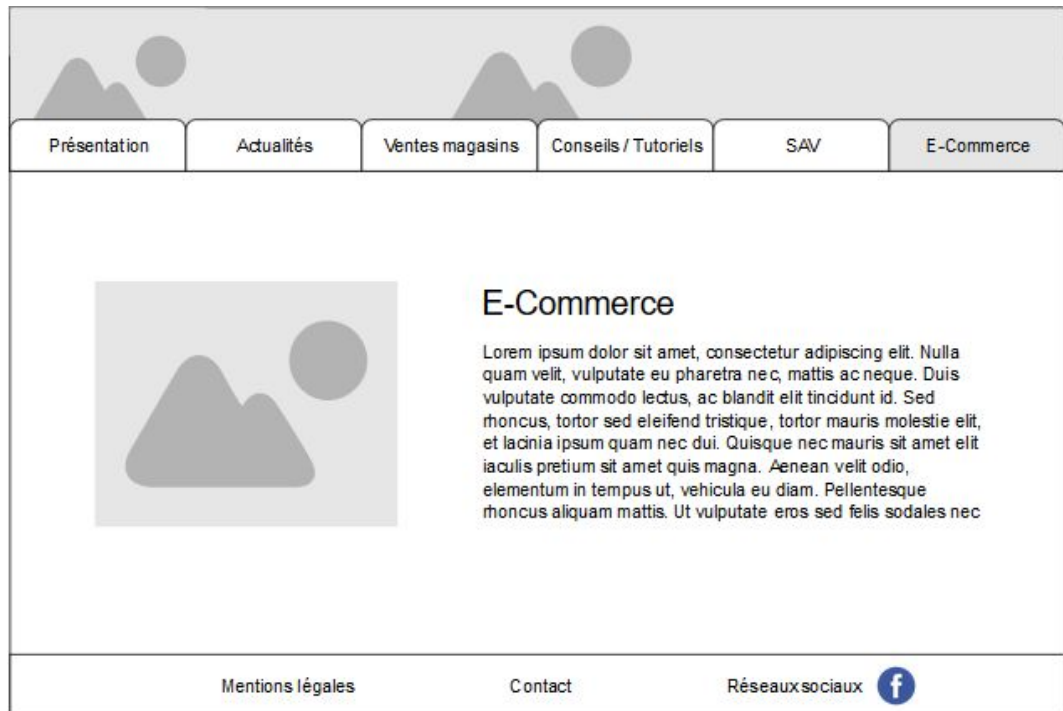 Présentation
Actualités
Ventes magasins
Conseils / Tutoriels
SAV
E-Commerce
E-Commerce
Lorem ipsum dolor sit amet, consectetur adipiscing elit. Nulla
quam velit, vulputate eu pharetra nec, mattis ac neque. Duis
vulputate commodo lectus, ac blandit elit tincidunt id. Sed
rhoncus, tortor sed eleifend tristique, tortor mauris molestie elit,
et lacinia ipsum quam nec dui. Quisque nec mauris sit amet elit
iaculis pretium sit amet quis magna. Aenean velit odio,
elementum in tempus ut, vehicula eu diam. Pellentesque
rhoncus aliquam mattis. Ut vulputate eros sed felis sodales nec
Mentions légales
Contact
Réseaux sociaux
f